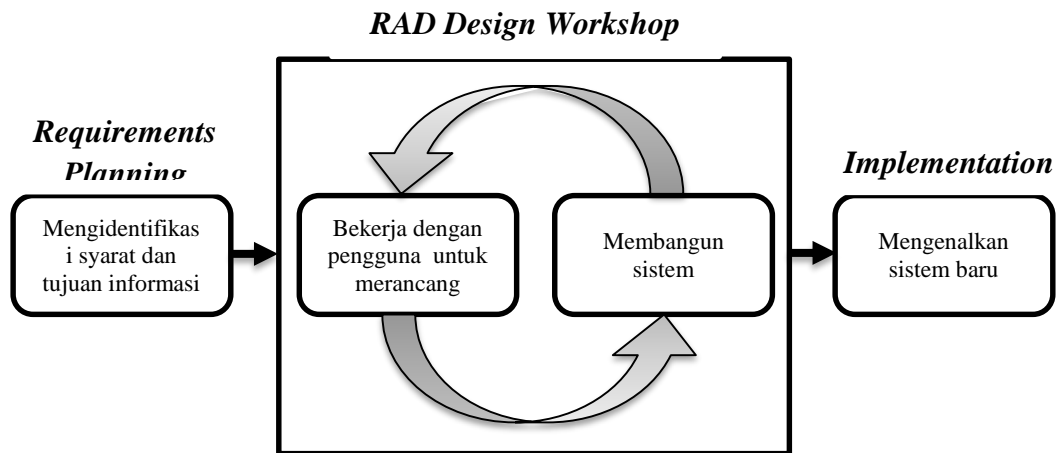 RAD Design Workshop
Requirements
Planning
Mengidentifikas
i syarat dan
tujuan informasi
Bekerja dengan
pengguna untuk
merancang
Membangun
sistem
Implementation
Mengenalkan
sistem baru